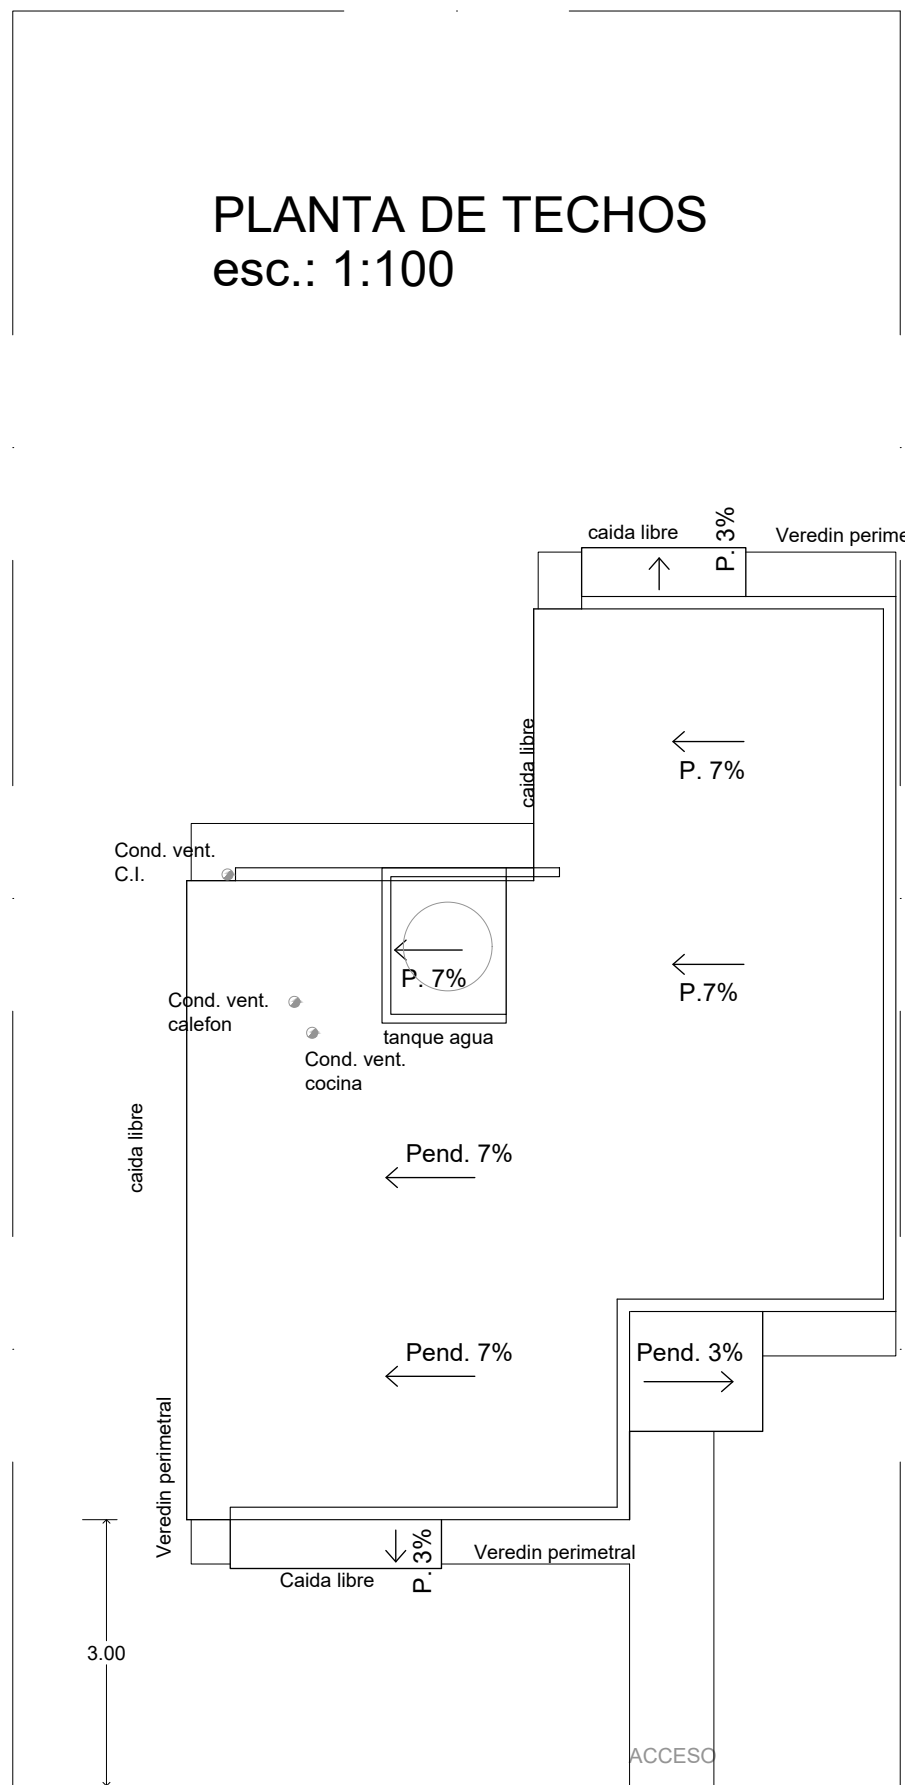 PLANTA DE TECHOS
esc.: 1:100
caida libre
P. 3%
Veredin perime
caida libre
P. 7%
Cond. vent.
C.I.
P. 7%
P.7%
Cond. vent.
calefon
tanque agua
Cond. vent.
cocina
caida libre
Pend. 7%
Pend. 7%
Pend. 3%
Veredin perimetral
P. 3%
Veredin perimetral
Caida libre
3.00
ACCESO